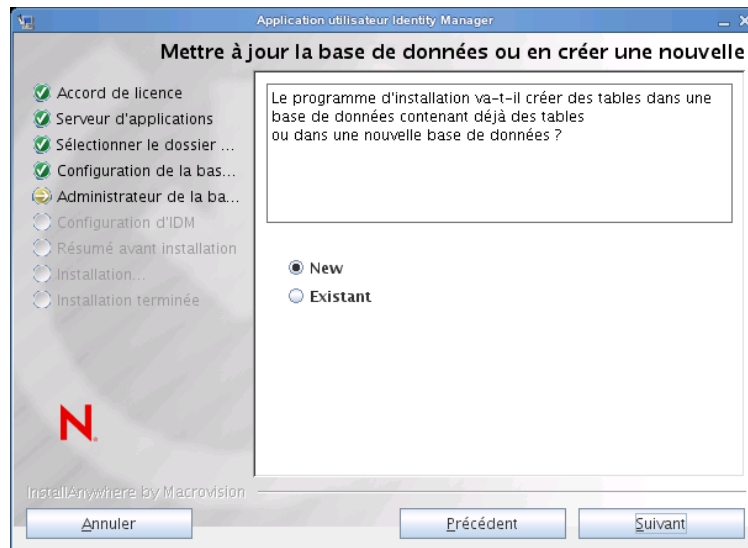 Application utilisateur Identity Manager
Mettre à jour la base de données ou en créer une nouvelle
Accord de licence
Serveur d'applications
Sélectionner le dossier ...
Configuration de la bas...
Administrateur de la ba...
Configuration d'IDM
Résumé avant installation
Installation...
Installation terminée
Le programme d'installation va-t-il créer des tables dans une
base de données contenant déjà des tables
ou dans une nouvelle base de données ?
New
Existant
N.
InstallAnywhere by Macrovision
Annuler
Précédent
Suivant